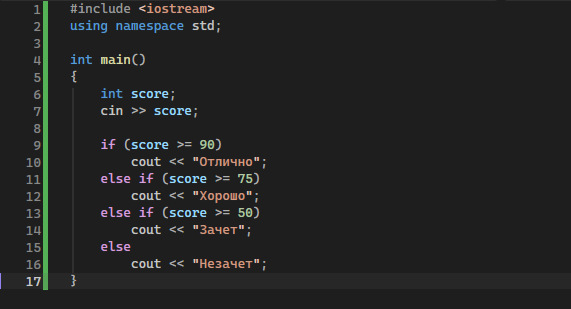 1 #include <iostream>
2 using namespace std;
3
4 int main()
5 {
6     int score;
7     cin >> score;
8
9     if (score >= 90)
10         cout << "Отлично";
11     else if (score >= 75)
12         cout << "Хорошо";
13     else if (score >= 50)
14         cout << "Зачет";
15     else
16         cout << "Незачет";
17 }